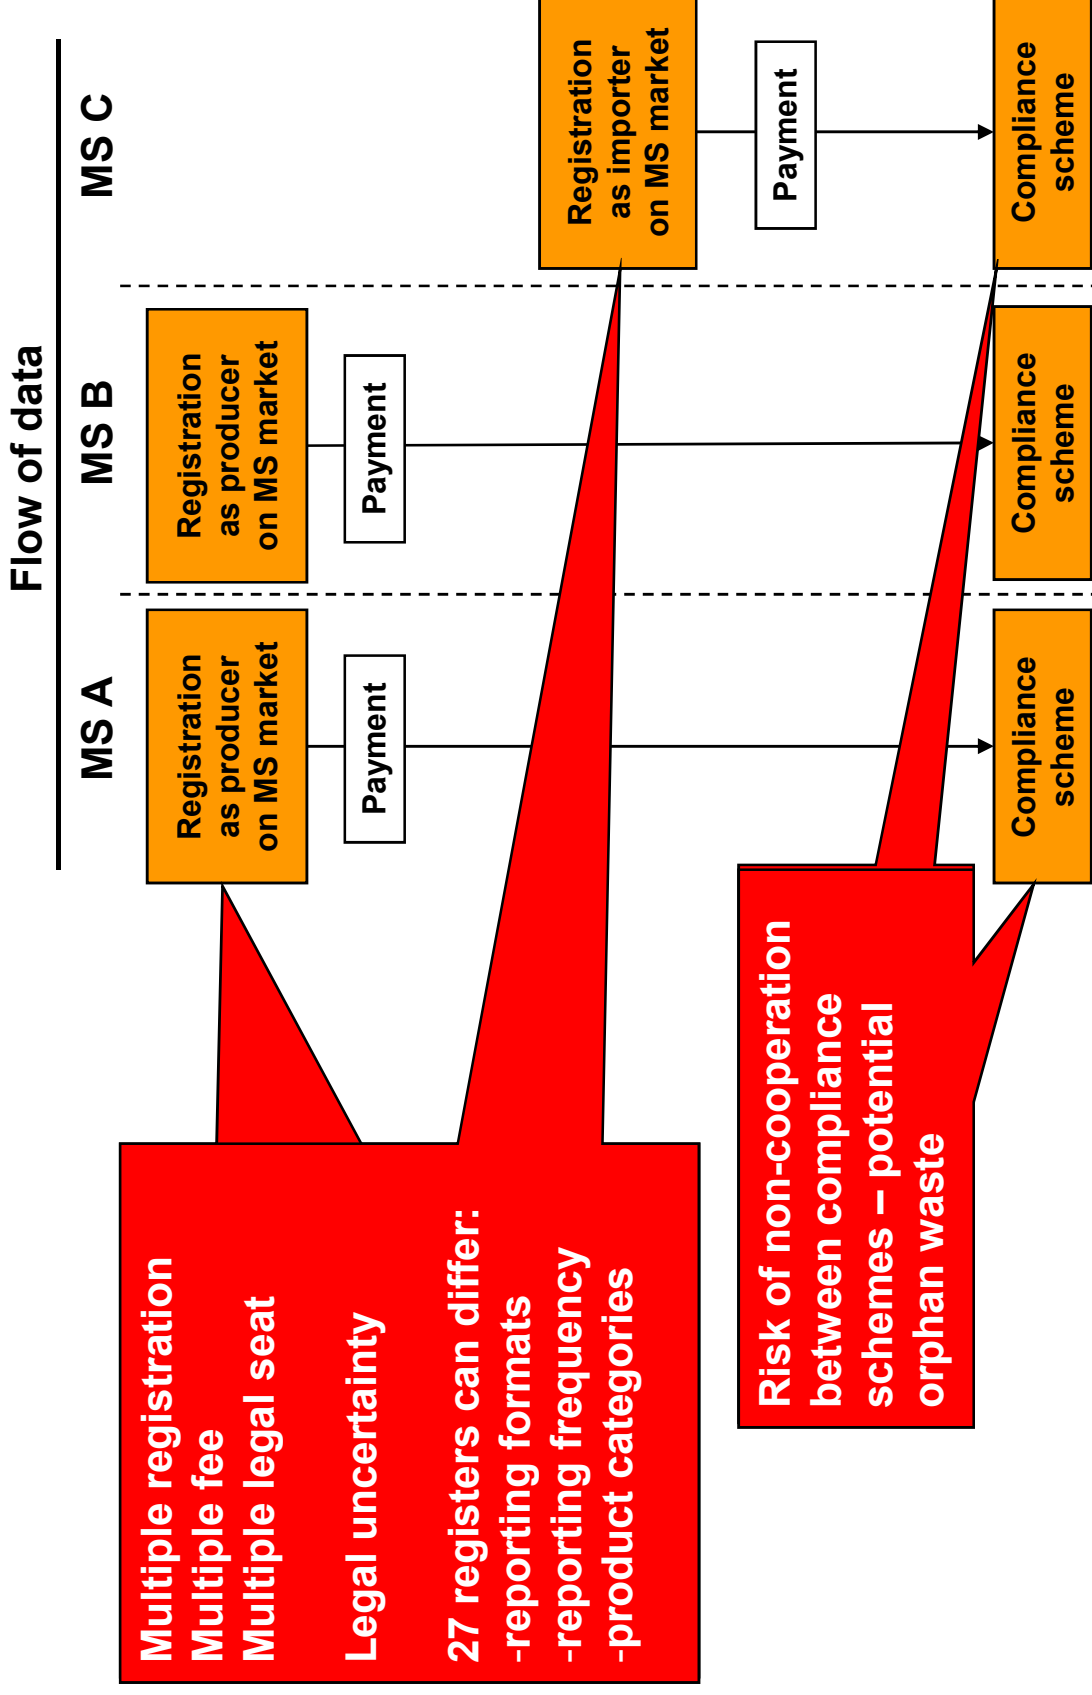 Flow of data
MS A
MS B
MS C
Registration
as producer
on MS market
Registration
as producer
on MS market
Registration
as importer
on MS market
Payment
Payment
Payment
Compliance
scheme
Compliance
scheme
Compliance
scheme
Multiple registration
Multiple fee
Multiple legal seat
Legal uncertainty
27 registers can differ:
-reporting formats
-reporting frequency
-product categories
Risk of non-cooperation
between compliance
schemes – potential
orphan waste